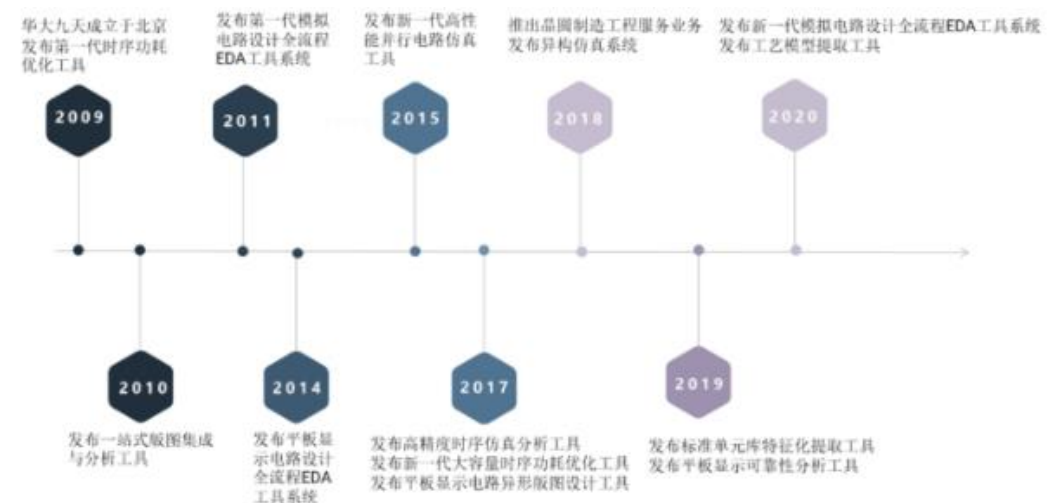 华大九天成立于北京
发布第一代时序功耗
优化工具
2009
发布一站式版图集成
与分析工具
2010
发布第一代模拟
电路设计全流程
EDA工具系统
2011
发布平板显
示电路设计
全流程EDA
工具系统
2014
发布新一代高性
能并行电路仿真
工具
2015
发布高精度时序仿真分析工具
发布新一代大容量时序功耗优化工具
发布平板显示电路异形版图设计工具
2017
推出晶圆制造工程服务业务
发布异构仿真系统
2018
发布标准单元库特征化提取工具
发布平板显示可靠性分析工具
2019
发布新一代模拟电路设计全流程EDA工具系统
发布工艺模型提取工具
2020